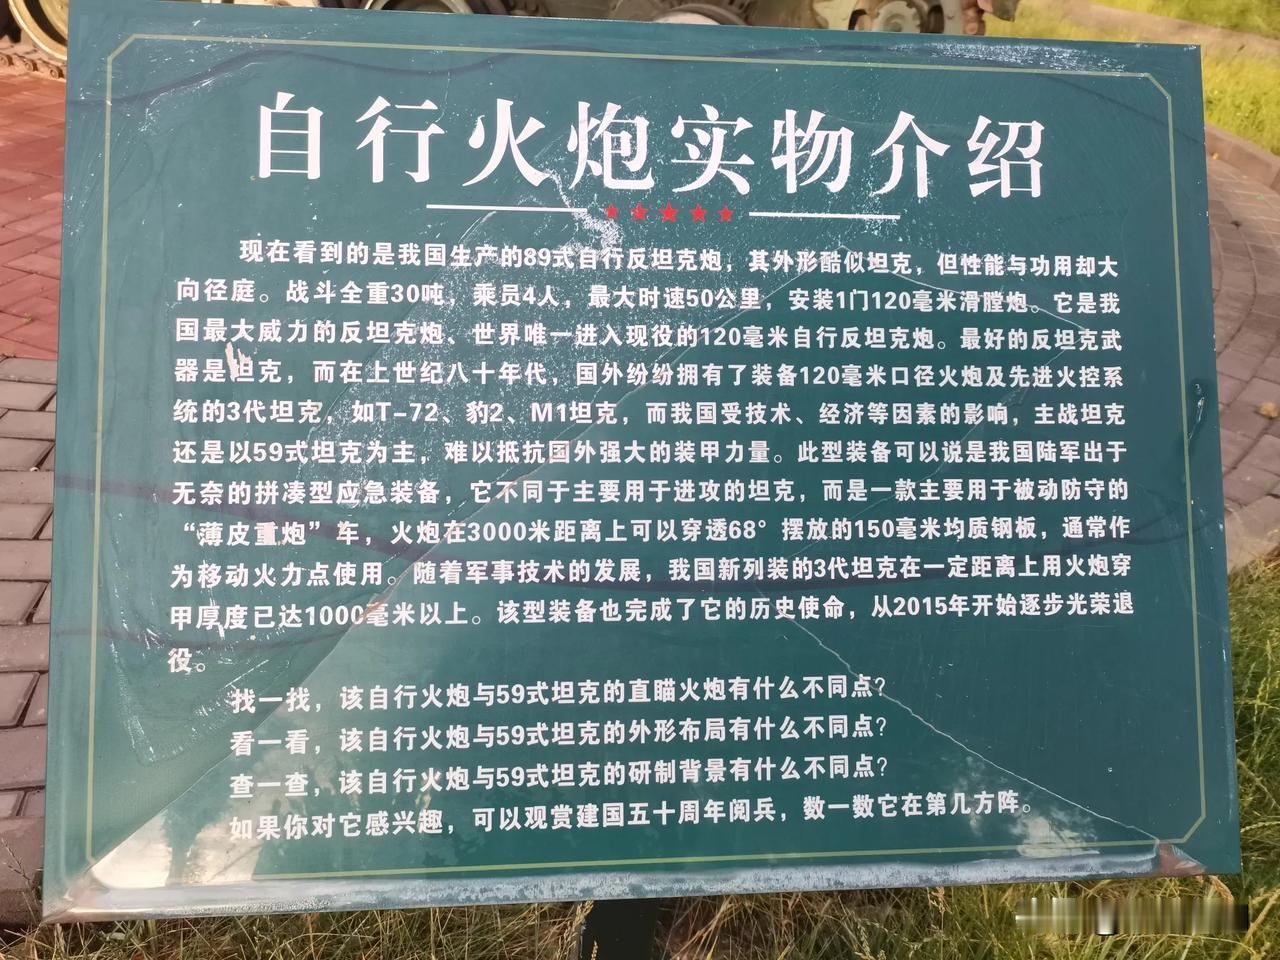 自行火炮实物介绍
现在看到的是我国生产的89式自行反坦克炮，其外形酷似坦克，但性能与功用却大
向径庭。战斗全重30吨，乘员4人，最大时速50公里，安装1门120毫米滑膛炮。它是我
国最大威力的反坦克炮、世界唯一进入现役的120毫米自行反坦克炮。最好的反坦克武
器是坦克，而在上世纪八十年代，国外纷纷拥有了装备120毫米口径火炮及先进火控系
统的3代坦克，如T-72、豹2、M1坦克，而我国受技术、经济等因素的影响，主战坦克
还是以59式坦克为主，难以抵抗国外强大的装甲力量。此型装备可以说是我国陆军出于
无奈的拼凑型应急装备，它不同于主要用于进攻的坦克，而是一款主要用于被动防守的
“薄皮重炮”车，火炮在3000米距离上可以穿透68°摆放的150毫米均质钢板，通常作
为移动火力点使用。随着军事技术的发展，我国新列装的3代坦克在一定距离上用火炮穿
甲厚度已达1000毫米以上。该型装备也完成了它的历史使命，从2015年开始逐步光荣退
役。
找一找，该自行火炮与59式坦克的直瞄火炮有什么不同点？
看一看，该自行火炮与59式坦克的外形布局有什么不同点？
查一查，该自行火炮与59式坦克的研制背景有什么不同点？
如果你对它感兴趣，可以观赏建国五十周年阅兵，数一数它在第几方阵。